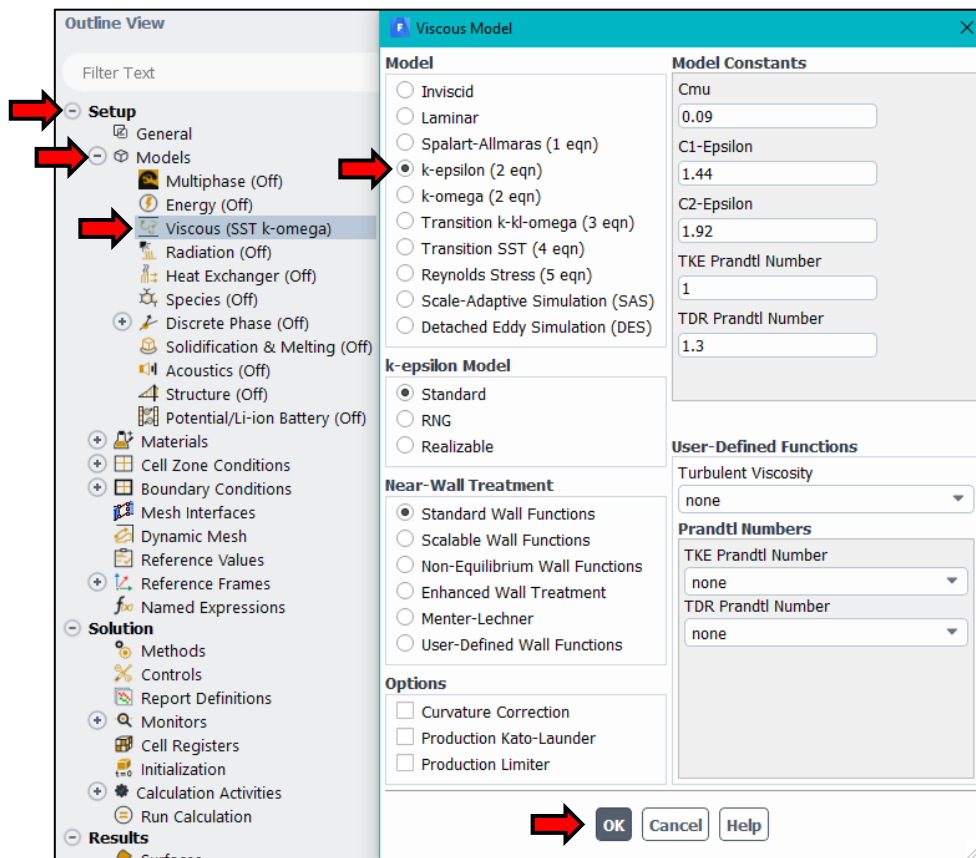 Outline View
Filter Text
Setup
General
Models
Multiphase (Off)
Energy (Off)
Viscous (SST k-omega)
Radiation (Off)
Heat Exchanger (Off)
Species (Off)
Discrete Phase (Off)
Solidification & Melting (Off)
Acoustics (Off)
Structure (Off)
Potential/Li-ion Battery (Off)
Materials
Cell Zone Conditions
Boundary Conditions
Mesh Interfaces
Dynamic Mesh
Reference Values
Reference Frames
Named Expressions
Solution
Methods
Controls
Report Definitions
Monitors
Cell Registers
Initialization
Calculation Activities
Run Calculation
Results
Surfaces
Viscous Model
Model
Inviscid
Laminar
Spalart-Allmaras (1 eqn)
k-epsilon (2 eqn)
k-omega (2 eqn)
Transition k-kl-omega (3 eqn)
Transition SST (4 eqn)
Reynolds Stress (5 eqn)
Scale-Adaptive Simulation (SAS)
Detached Eddy Simulation (DES)
k-epsilon Model
Standard
RNG
Realizable
Near-Wall Treatment
Standard Wall Functions
Scalable Wall Functions
Non-Equilibrium Wall Functions
Enhanced Wall Treatment
Menter-Lechner
User-Defined Wall Functions
Options
Curvature Correction
Production Kato-Launder
Production Limiter
Model Constants
Cmu
0.09
C1-Epsilon
1.44
C2-Epsilon
1.92
TKE Prandtl Number
1
TDR Prandtl Number
1.3
User-Defined Functions
Turbulent Viscosity
none
Prandtl Numbers
TKE Prandtl Number
none
TDR Prandtl Number
none
OK Cancel Help